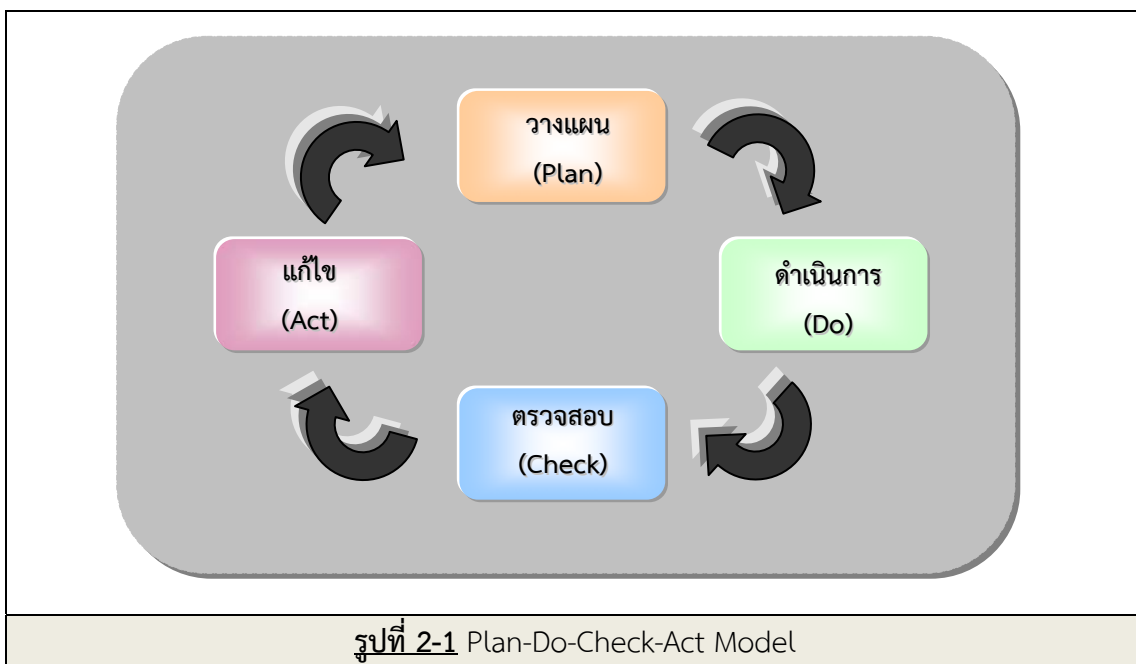 วางแผน
(Plan)
แก้ไข
(Act)
ดำเนินการ
(Do)
ตรวจสอบ
(Check)
รูปที่ 2-1 Plan-Do-Check-Act Model